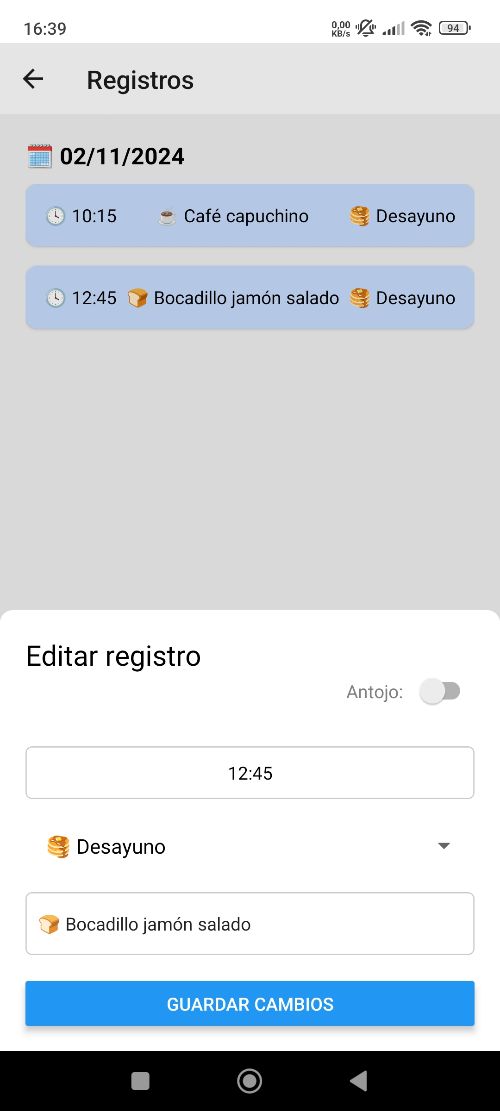 16:39
0,00 KB/s
94
Registros
02/11/2024
10:15 Café capuchino Desayuno
12:45 Bocadillo jamón salado Desayuno
Editar registro
Antojo:
12:45
Desayuno
Bocadillo jamón salado
GUARDAR CAMBIOS